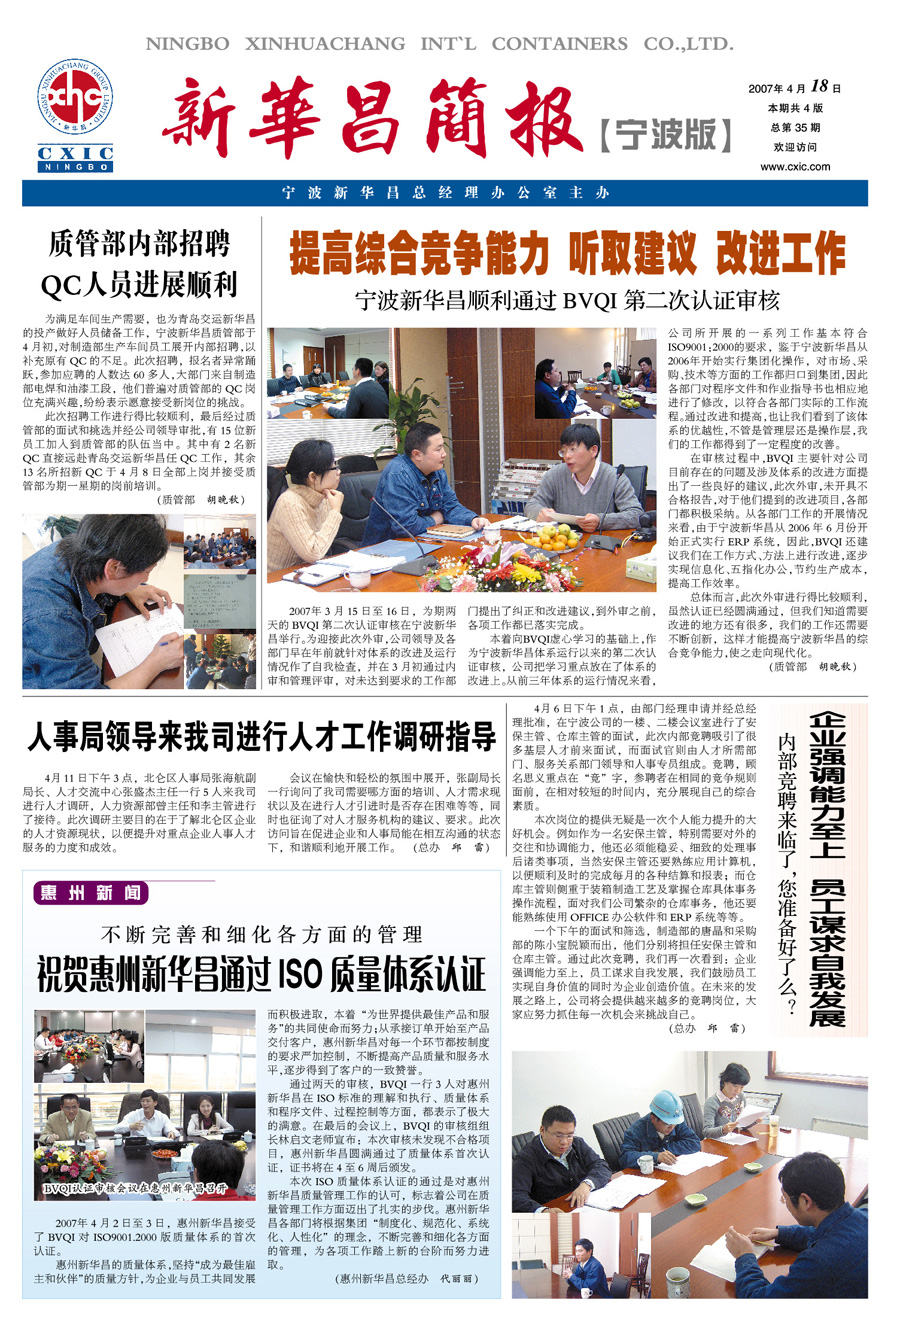 NINGBO XINHUACHANG INT`L CONTAINERS CO.,LTD.
JIANGSU XINHUACHANG GROUP LIMITED
xhc
·新华昌·
CXIC
NINGBO
新華昌簡报【宁波版】
2007年4月18日
本期共4版
总第35期
欢迎访问
www.cxic.com
宁波新华昌总经理办公室主办
质管部内部招聘
QC人员进展顺利
为满足车间生产需要，也为青岛交运新华昌
的投产做好人员储备工作，宁波新华昌质管部于
4月初,对制造部生产车间员工展开内部招聘,以
补充原有QC的不足。此次招聘，报名者异常踊
跃,参加应聘的人数达60多人,大部门来自制造
部电焊和油漆工段，他们普遍对质管部的QC岗
位充满兴趣,纷纷表示愿意接受新岗位的挑战。
此次招聘工作进行得比较顺利，最后经过质
管部的面试和挑选并经公司领导审批,有15位新
员工加入到质管部的队伍当中。其中有2名新
QC直接远赴青岛交运新华昌任QC工作，其余
13名所招新QC于4月8日全部上岗并接受质
管部为期一星期的岗前培训。
(质管部 胡晚秋)
提高综合竞争能力 听取建议 改进工作
宁波新华昌顺利通过BVQI第二次认证审核
2007年3月15日至16日，为期两
天的BVQI第二次认证审核在宁波新华
昌举行。为迎接此次外审,公司领导及各
部门早在年前就针对体系的改进及运行
情况作了自我检查，并在3月初通过内
审和管理评审，对未达到要求的工作部
门提出了纠正和改进建议,到外审之前,
各项工作都已落实完成。
本着向BVQI虚心学习的基础上,作
为宁波新华昌体系运行以来的第二次认
证审核，公司把学习重点放在了体系的
改进上。从前三年体系的运行情况来看,
公司所开展的一系列工作基本符合
ISO9001:2000的要求，鉴于宁波新华昌从
2006年开始实行集团化操作，对市场、采
购、技术等方面的工作都归口到集团,因此
各部门对程序文件和作业指导书也相应地
进行了修改，以符合各部门实际的工作流
程。通过改进和提高,也让我们看到了该体
系的优越性,不管是管理层还是操作层,我
们的工作都得到了一定程度的改善。
在审核过程中,BVQI主要针对公司
目前存在的问题及涉及体系的改进方面提
出了一些良好的建议,此次外审,未开具不
合格报告,对于他们提到的改进项目,各部
门都积极采纳。从各部门工作的开展情况
来看,由于宁波新华昌从2006年6月份开
始正式实行ERP系统，因此,BVQI还建
议我们在工作方式、方法上进行改进,逐步
实现信息化、五指化办公,节约生产成本,
提高工作效率。
总体而言,此次外审进行得比较顺利,
虽然认证已经圆满通过，但我们知道需要
改进的地方还有很多，我们的工作还需要
不断创新，这样才能提高宁波新华昌的综
合竞争能力,使之走向现代化。
(质管部 胡晚秋)
人事局领导来我司进行人才工作调研指导
4月11日下午3点，北仑区人事局张海航副
局长、人才交流中心张盛杰主任一行5人来我司
进行人才调研，人力资源部曾主任和李主管进行
了接待。此次调研主要目的在于了解北仑区企业
的人才资源现状，以便提升对重点企业人事人才
服务的力度和成效。
会议在愉快和轻松的氛围中展开，张副局长
一行询问了我司需要哪方面的培训、人才需求现
状以及在进行人才引进时是否存在困难等等，同
时也征询了对人才服务机构的建议、要求。此次
访问旨在促进企业和人事局能在相互沟通的状态
下，和谐顺利地开展工作。 (总办 邱 雷)
企业强调能力至上 员工谋求自我发展
内部竞聘来临了,您准备好了么?
4月6日下午1点，由部门经理申请并经总经
理批准，在宁波公司的一楼、二楼会议室进行了安
保主管、仓库主管的面试，此次内部竞聘吸引了很
多基层人才前来面试，而面试官则由人才所需部
门、服务关系部门领导和人事专员组成。竞聘，顾
名思义重点在“竞”字，参聘者在相同的竞争规则
面前，在相对较短的时间内，充分展现自己的综合
素质。
本次岗位的提供无疑是一次个人能力提升的大
好机会。例如作为一名安保主管，特别需要对外的
交往和协调能力，他还必须能稳妥、细致的处理事
后诸类事项，当然安保主管还要熟练应用计算机，
以便顺利及时的完成每月的各种结算和报表；而仓
库主管则侧重于装箱制造工艺及掌握仓库具体事务
操作流程，面对我们公司繁杂的仓库事务，他还要
能熟练使用OFFICE办公软件和ERP系统等等。
一个下午的面试和筛选，制造部的唐晶和采购
部的陈小宝脱颖而出，他们分别将担任安保主管和
仓库主管。通过此次竞聘，我们再一次看到：企业
强调能力至上，员工谋求自我发展，我们鼓励员工
实现自身价值的同时为企业创造价值。在未来的发
展之路上，公司将会提供越来越多的竞聘岗位，大
家应努力抓住每一次机会来挑战自己。
(总办 邱 雷)
惠州新闻
不断完善和细化各方面的管理
祝贺惠州新华昌通过ISO质量体系认证
BVQI认证审核会议在惠州新华昌召开
2007年4月2日至3日，惠州新华昌接受
了BVQI对ISO9001.2000版质量体系的首次
认证。
惠州新华昌的质量体系,坚持“成为最佳雇
主和伙伴”的质量方针,为企业与员工共同发展
而积极进取，本着“为世界提供最佳产品和服
务”的共同使命而努力;从承接订单开始至产品
交付客户，惠州新华昌对每一个环节都按制度
的要求严加控制，不断提高产品质量和服务水
平,逐步得到了客户的一致赞誉。
通过两天的审核，BVQI一行3人对惠州
新华昌在ISO标准的理解和执行、质量体系
和程序文件、过程控制等方面，都表示了极大
的满意。在最后的会议上，BVQI的审核组组
长林启文老师宣布：本次审核未发现不合格项
目，惠州新华昌圆满通过了质量体系首次认
证，证书将在4至6周后颁发。
本次ISO质量体系认证的通过是对惠州
新华昌质量管理工作的认可，标志着公司在质
量管理工作方面迈出了扎实的步伐。惠州新华
昌各部门将根据集团“制度化、规范化、系统
化、人性化”的理念，不断完善和细化各方面
的管理，为各项工作踏上新的台阶而努力进
取。
(惠州新华昌总经办 代丽丽)